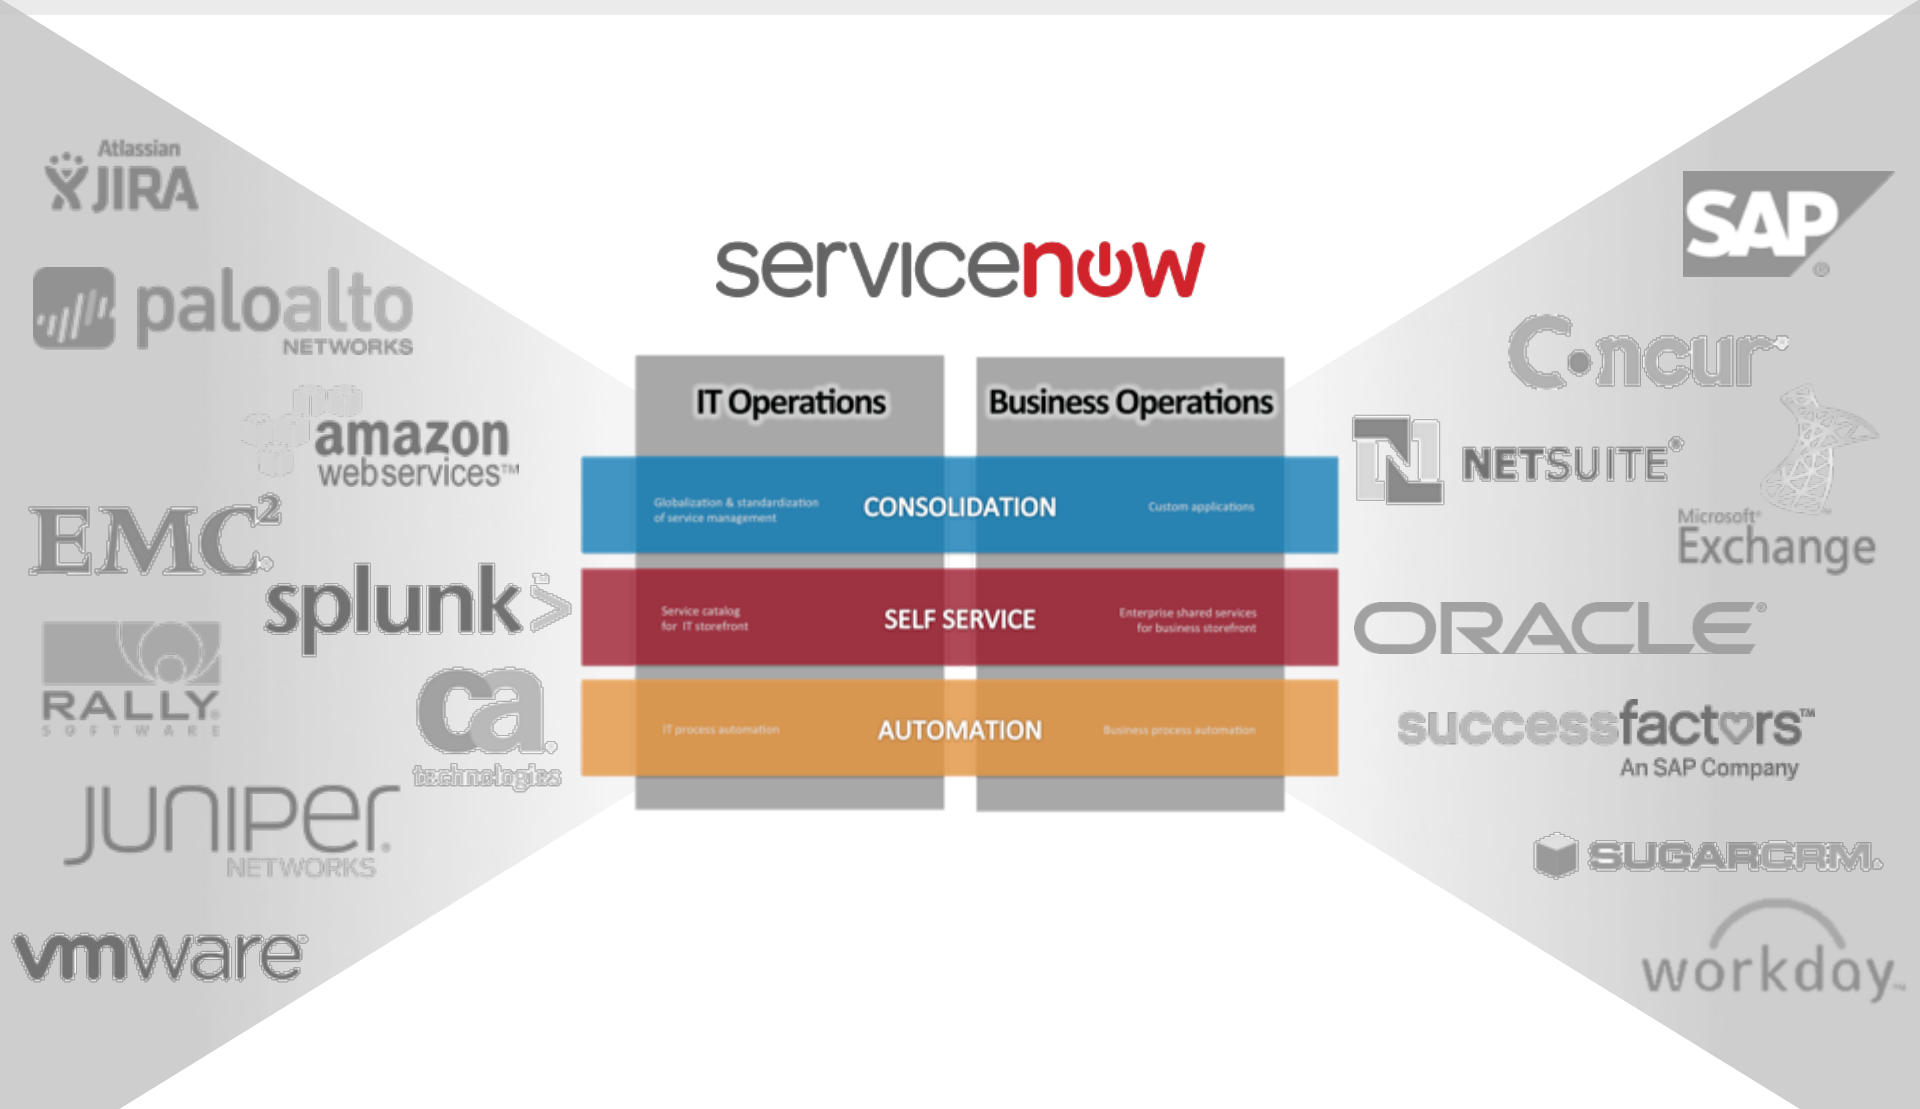 Atlassian
JIRA
paloalto
NETWORKS
amazon
webservices™
EMC²
splunk>™
RALLY®
SOFTWARE
ca.
technologies
JUNIPer®
NETWORKS
vmware®
servicenow
IT Operations
Business Operations
Globalization & standardization
of service management
CONSOLIDATION
Custom applications
Service catalog
for IT storefront
SELF SERVICE
Enterprise shared services
for business storefront
IT process automation
AUTOMATION
Business process automation
SAP®
Concur
NETSUITE®
Microsoft®
Exchange
ORACLE®
successfactors™
An SAP Company
SUGARCRM.
workday™